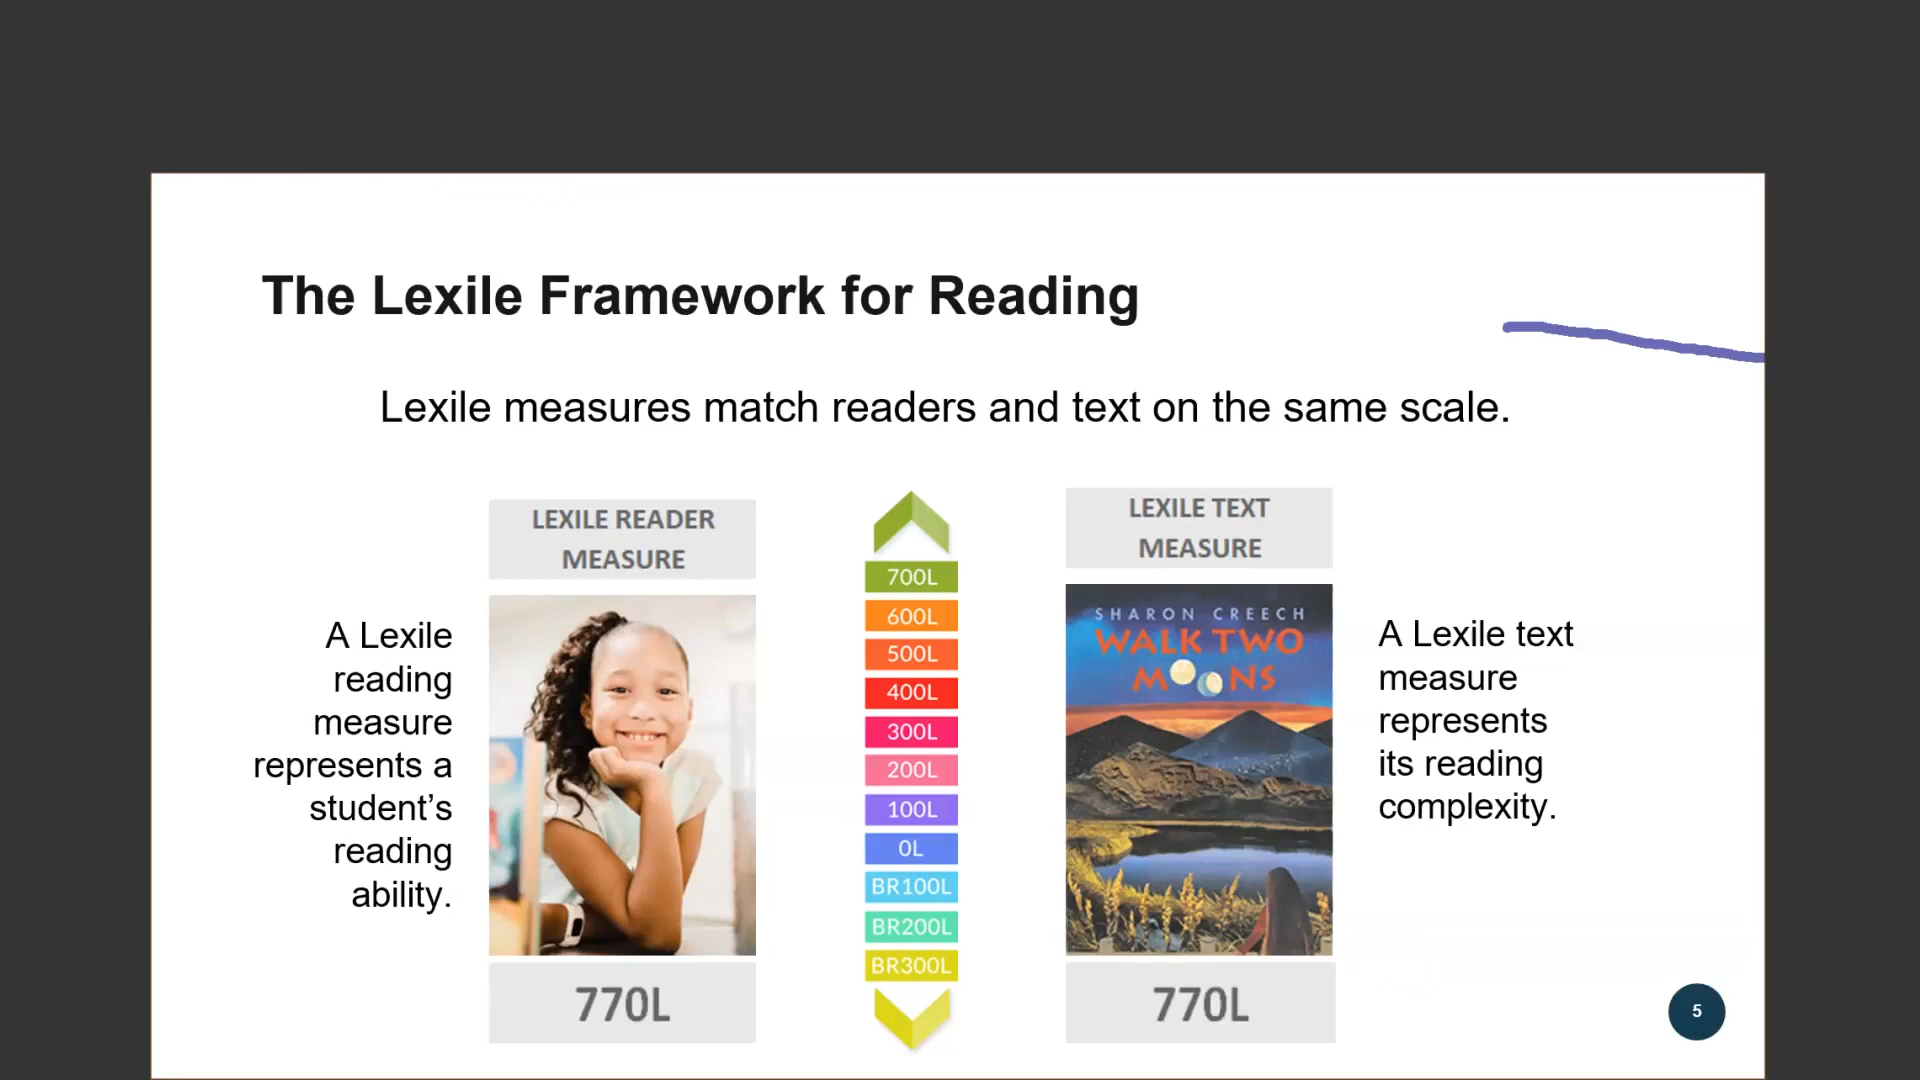 The Lexile Framework for Reading
Lexile measures match readers and text on the same scale.
A Lexile
reading
measure
represents a
student’s
reading
ability.
LEXILE READER
MEASURE
770L
700L
600L
500L
400L
300L
200L
100L
0L
BR100L
BR200L
BR300L
LEXILE TEXT
MEASURE
SHARON CREECH
WALK TWO
MOONS
770L
A Lexile text
measure
represents
its reading
complexity.
5